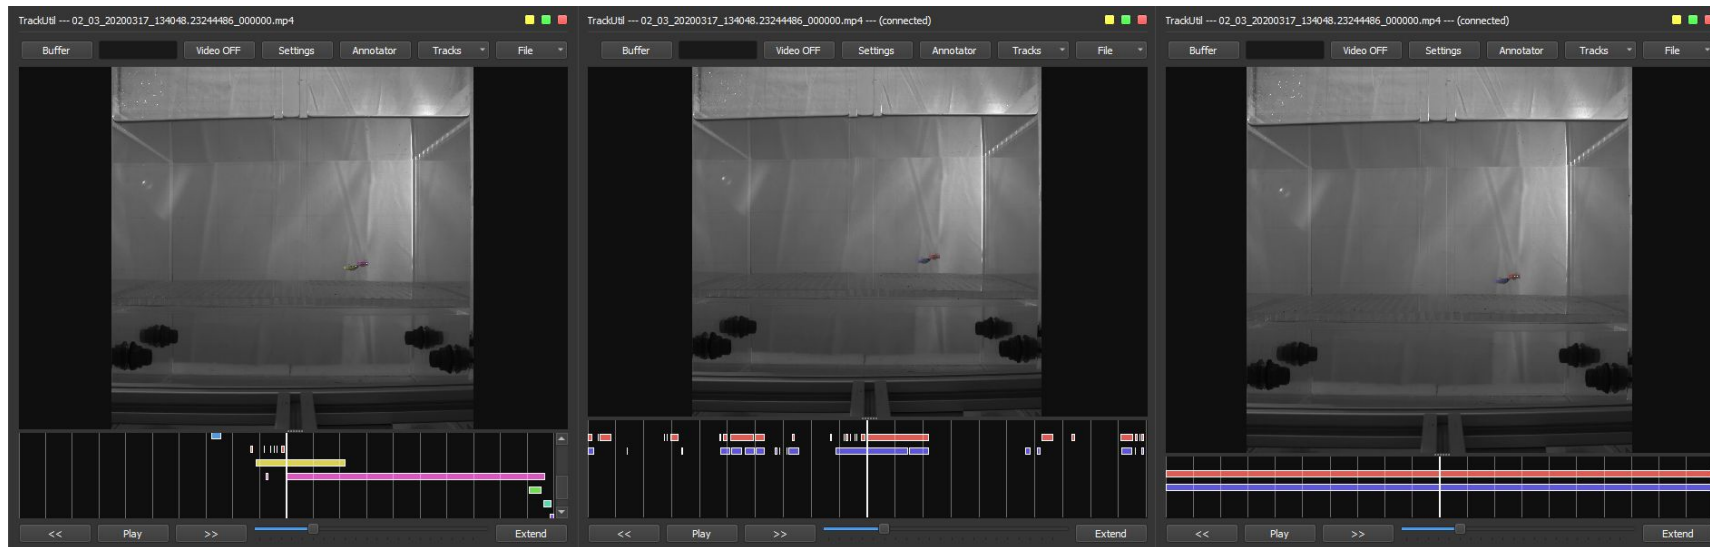 TrackUtil --- 02_03_20200317_134048.23244486_000000.mp4
Buffer Video OFF Settings Annotator Tracks File
<< Play >> Extend
TrackUtil --- 02_03_20200317_134048.23244486_000000.mp4 --- (connected)
Buffer Video OFF Settings Annotator Tracks File
<< Play >> Extend
TrackUtil --- 02_03_20200317_134048.23244486_000000.mp4 --- (connected)
Buffer Video OFF Settings Annotator Tracks File
<< Play >> Extend